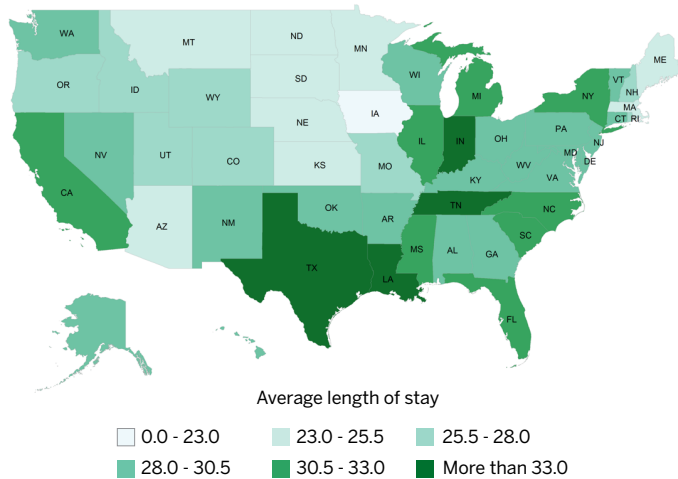 WA
MT
ND
MN
ME
OR
ID
SD
WI
VT
NH
WY
MI
NY
MA
CT RI
IA
NE
NV
UT
CO
IL
IN
OH
PA
NJ
MD
DE
WV
VA
KS
MO
KY
CA
AZ
NM
OK
AR
TN
NC
SC
MS
AL
GA
TX
LA
FL
Average length of stay
0.0 - 23.0
23.0 - 25.5
25.5 - 28.0
28.0 - 30.5
30.5 - 33.0
More than 33.0